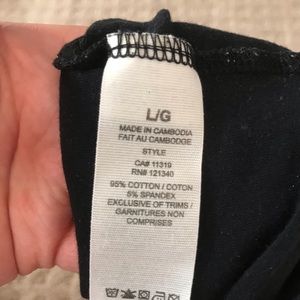 L/G
MADE IN CAMBODIA
FAIT AU CAMBODGE
STYLE
CA# 11319
RN# 121340
95% COTTON / COTON
5% SPANDEX
EXCLUSIVE OF TRIMS /
GARNITURES NON
COMPRISES